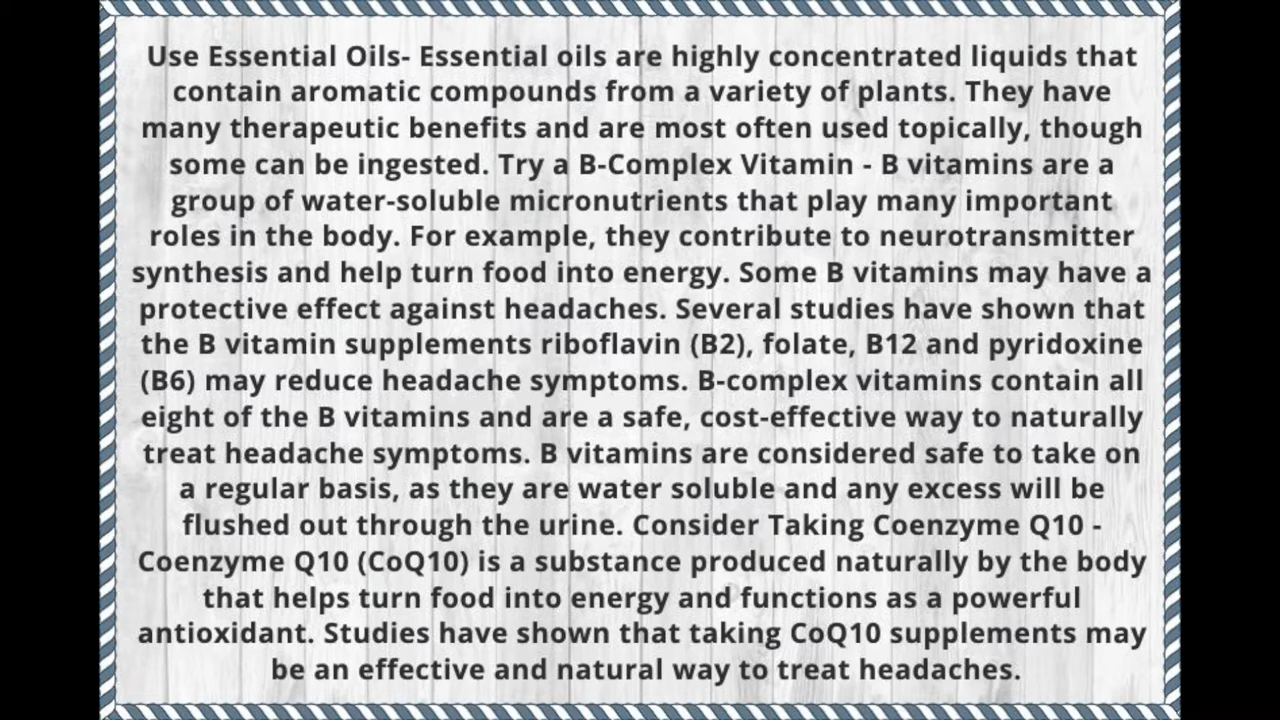 Use Essential Oils- Essential oils are highly concentrated liquids that
contain aromatic compounds from a variety of plants. They have
many therapeutic benefits and are most often used topically, though
some can be ingested. Try a B-Complex Vitamin - B vitamins are a
group of water-soluble micronutrients that play many important
roles in the body. For example, they contribute to neurotransmitter
synthesis and help turn food into energy. Some B vitamins may have a
protective effect against headaches. Several studies have shown that
the B vitamin supplements riboflavin (B2), folate, B12 and pyridoxine
(B6) may reduce headache symptoms. B-complex vitamins contain all
eight of the B vitamins and are a safe, cost-effective way to naturally
treat headache symptoms. B vitamins are considered safe to take on
a regular basis, as they are water soluble and any excess will be
flushed out through the urine. Consider Taking Coenzyme Q10 -
Coenzyme Q10 (CoQ10) is a substance produced naturally by the body
that helps turn food into energy and functions as a powerful
antioxidant. Studies have shown that taking CoQ10 supplements may
be an effective and natural way to treat headaches.